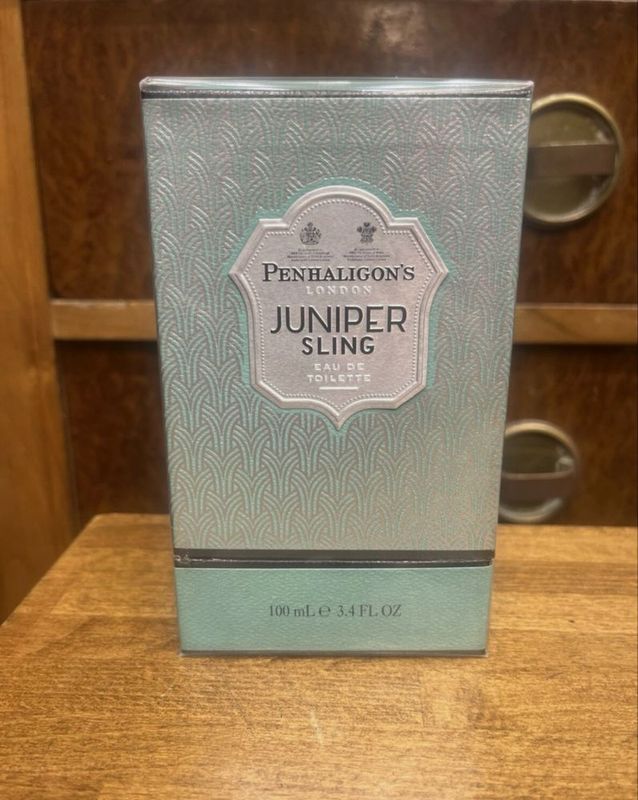 PENHALIGON'S
LONDON
JUNIPER
SLING
EAU DE
TOILETTE
100 mL ℮ 3.4 FL OZ